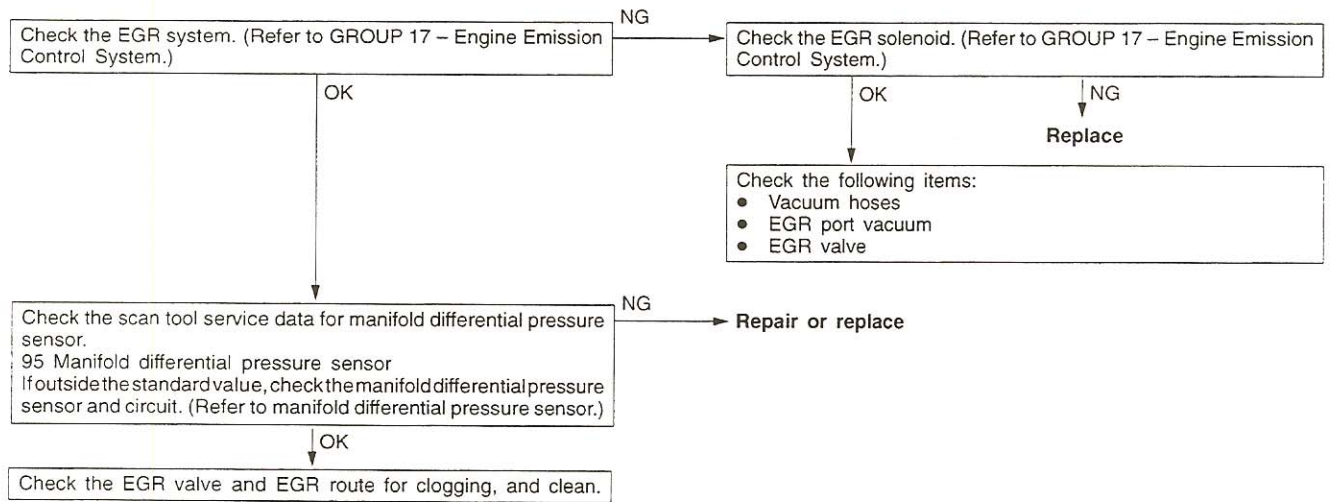 Check the EGR system. (Refer to GROUP 17 – Engine Emission
Control System.)
NG
Check the EGR solenoid. (Refer to GROUP 17 – Engine Emission
Control System.)
OK
OK
NG
Replace
Check the following items:
● Vacuum hoses
● EGR port vacuum
● EGR valve
Check the scan tool service data for manifold differential pressure
sensor.
95 Manifold differential pressure sensor
If outside the standard value, check the manifold differential pressure
sensor and circuit. (Refer to manifold differential pressure sensor.)
NG
Repair or replace
OK
Check the EGR valve and EGR route for clogging, and clean.